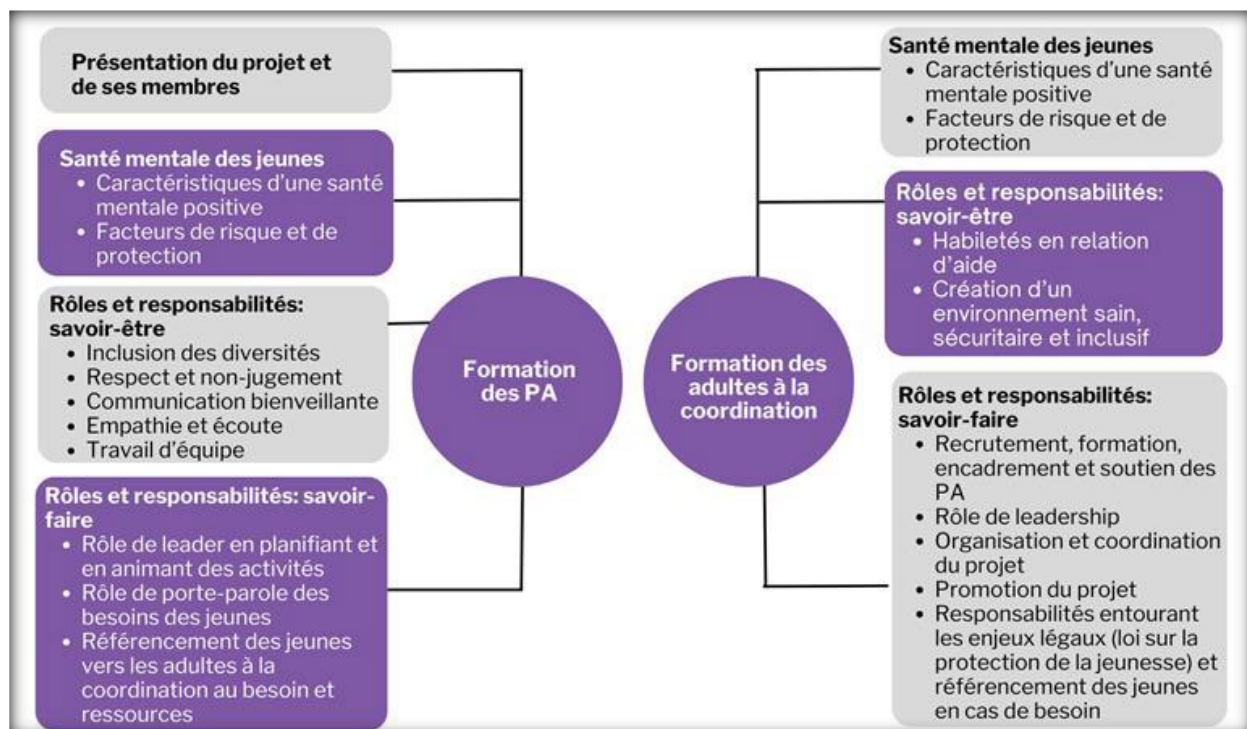 Présentation du projet et
de ses membres
Santé mentale des jeunes
• Caractéristiques d'une santé
mentale positive
• Facteurs de risque et de
protection
Rôles et responsabilités:
savoir-être
• Inclusion des diversités
• Respect et non-jugement
• Communication bienveillante
• Empathie et écoute
• Travail d'équipe
Rôles et responsabilités: savoir-
faire
• Rôle de leader en planifiant et
en animant des activités
• Rôle de porte-parole des
besoins des jeunes
• Référencement des jeunes
vers les adultes à la
coordination au besoin et
ressources
Formation
des PA
Formation des
adultes à la
coordination
Santé mentale des jeunes
• Caractéristiques d'une santé
mentale positive
• Facteurs de risque et de
protection
Rôles et responsabilités:
savoir-être
• Habiletés en relation
d'aide
• Création d'un
environnement sain,
sécuritaire et inclusif
Rôles et responsabilités:
savoir-faire
• Recrutement, formation,
encadrement et soutien des
PA
• Rôle de leadership
• Organisation et coordination
du projet
• Promotion du projet
• Responsabilités entourant
les enjeux légaux (loi sur la
protection de la jeunesse) et
référencement des jeunes
en cas de besoin